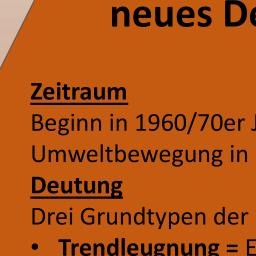 neues De
Zeitraum
Beginn in 1960/70er J
Umweltbewegung in
Deutung
Drei Grundtypen der
• Trendleugnung = E